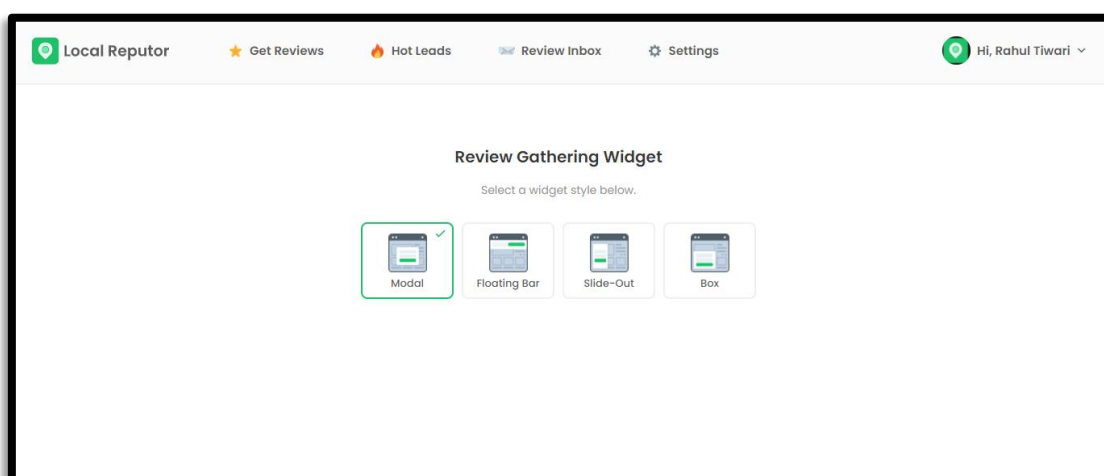 Local Reputor Get Reviews Hot Leads Review Inbox Settings Hi, Rahul Tiwari
Review Gathering Widget
Select a widget style below.
Modal Floating Bar Slide-Out Box